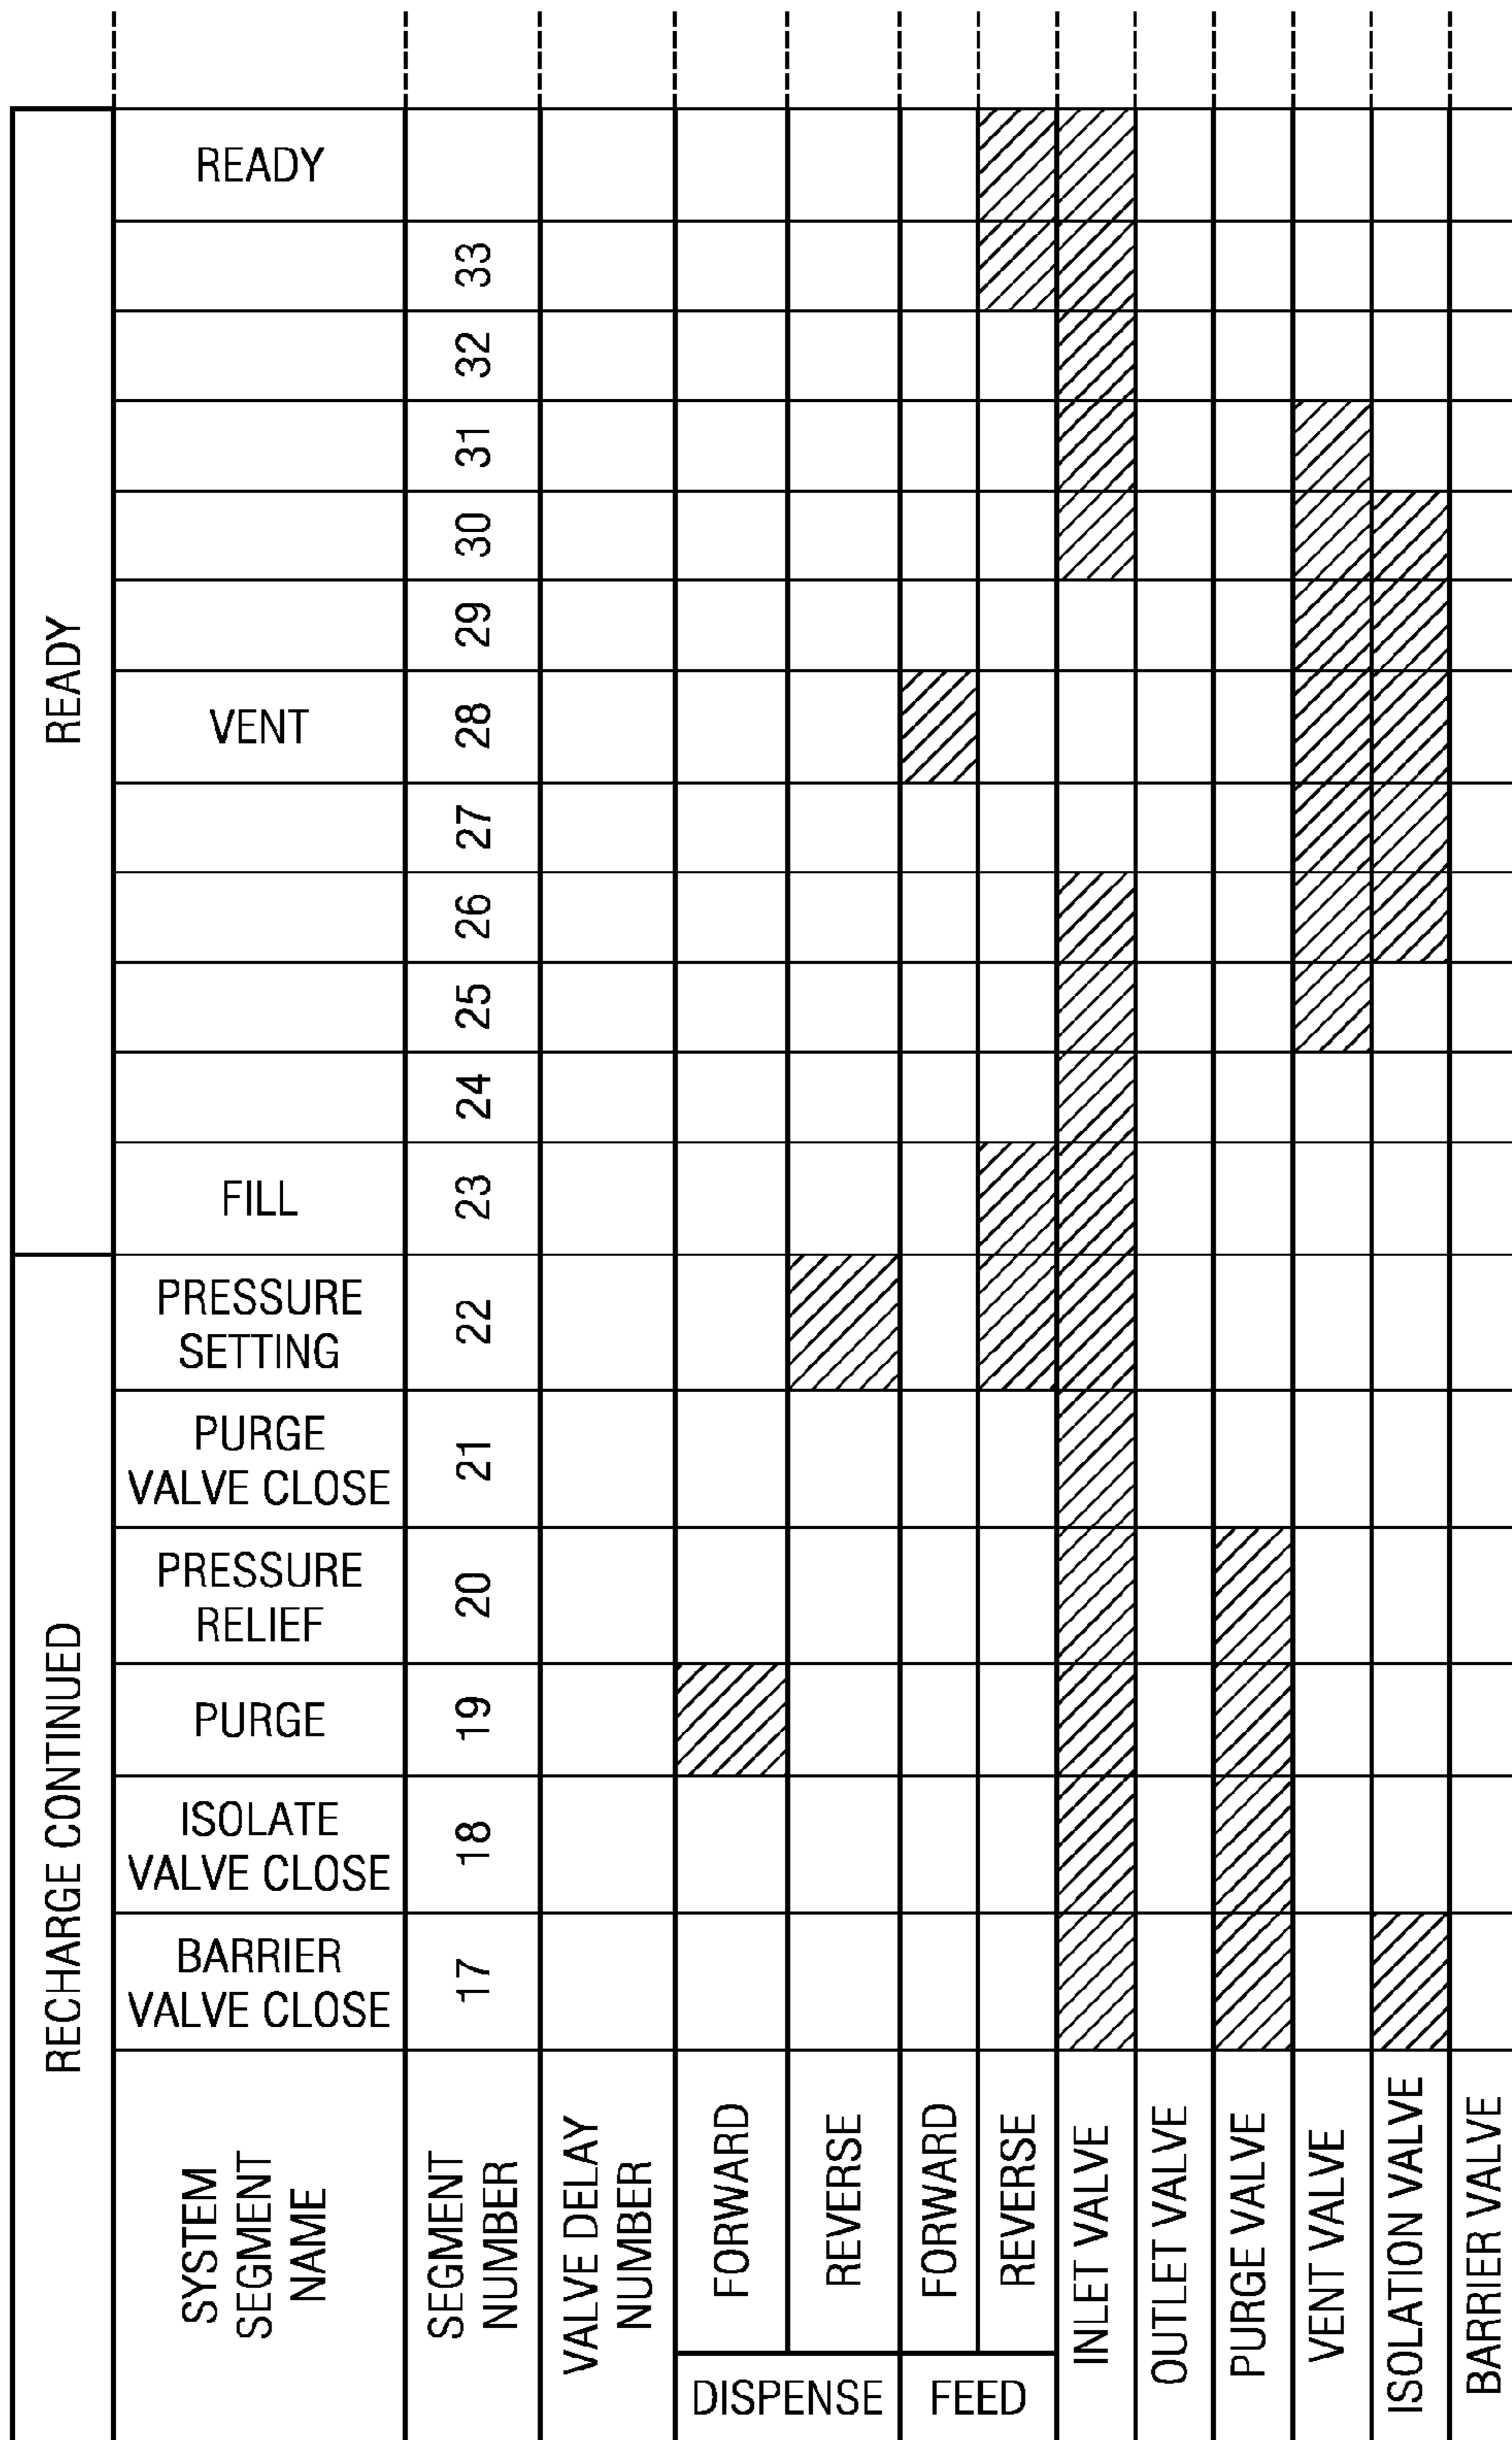 READY
READY
33
32
31
30
29
VENT
28
27
26
25
24
FILL
23
RECHARGE CONTINUED
PRESSURE
SETTING
22
PURGE
VALVE CLOSE
21
PRESSURE
RELIEF
20
PURGE
19
ISOLATE
VALVE CLOSE
18
BARRIER
VALVE CLOSE
17
SYSTEM
SEGMENT
NAME
SEGMENT
NUMBER
VALVE DELAY
NUMBER
FORWARD
REVERSE
DISPENSE
FORWARD
REVERSE
FEED
INLET VALVE
OUTLET VALVE
PURGE VALVE
VENT VALVE
ISOLATION VALVE
BARRIER VALVE